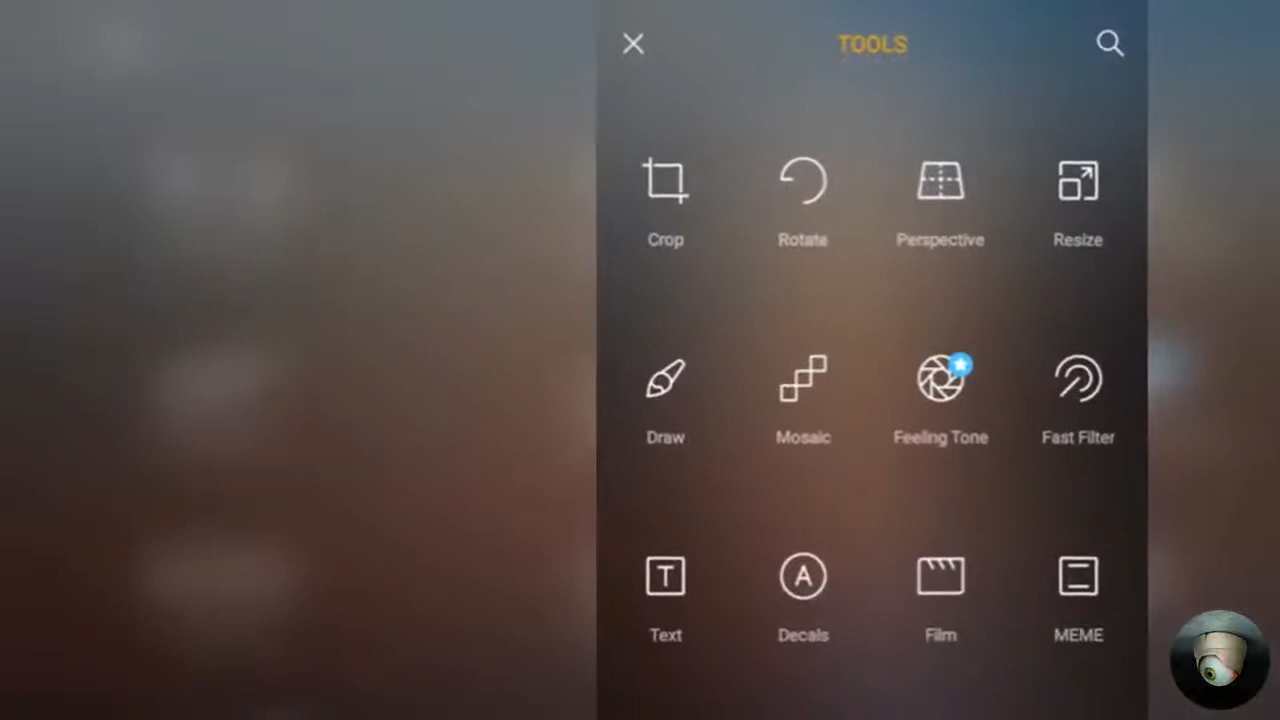 TOOLS
Crop Rotate Perspective Resize
Draw Mosaic Feeling Tone Fast Filter
T A
Text Decals Film MEME